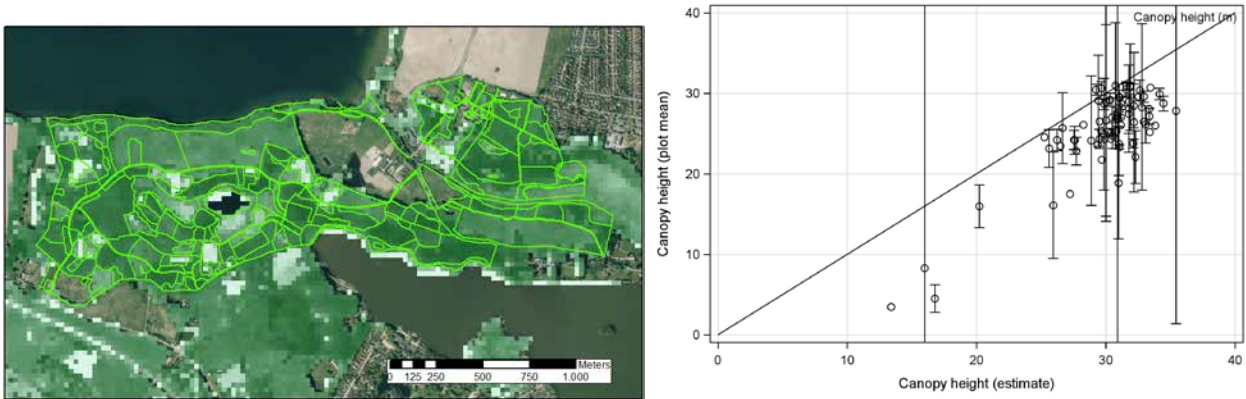 Meters
0 125 250 500 750 1.000
Canopy height (m)
40
30
20
10
0
Canopy height (plot mean)
0 10 20 30 40
Canopy height (estimate)